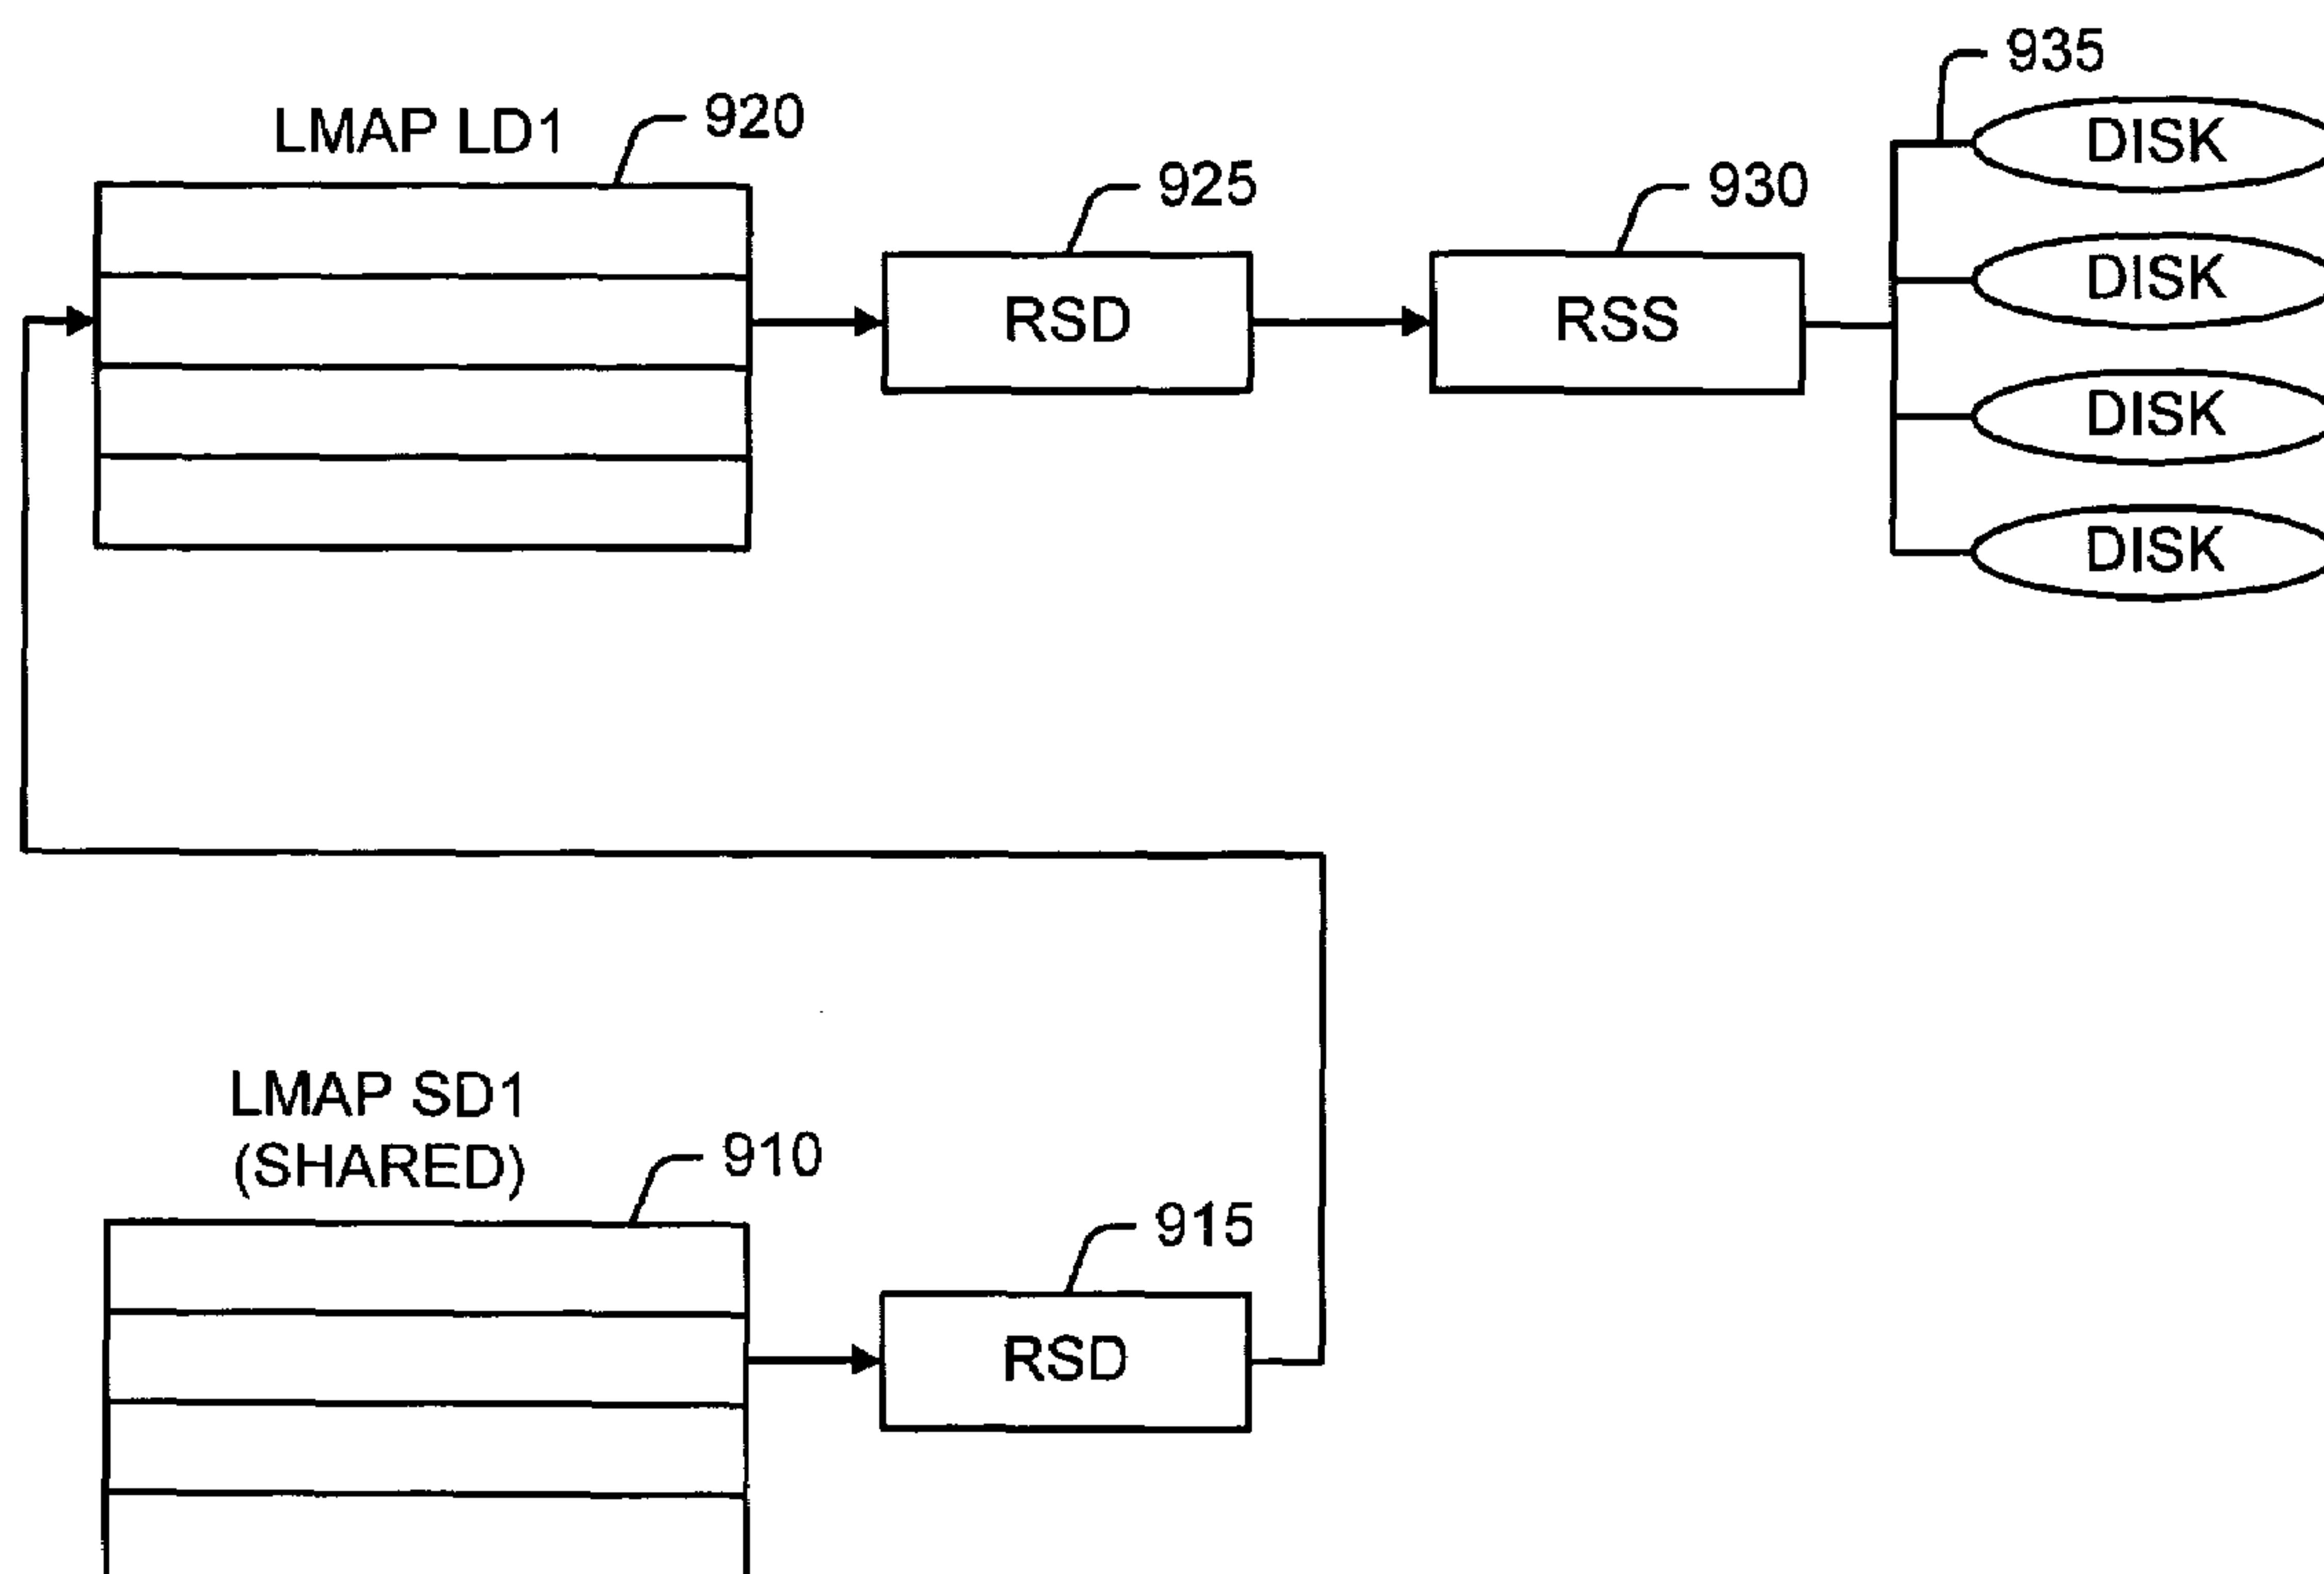 935
DISK
LMAP LD1
920
925
930
RSD
RSS
DISK
DISK
DISK
LMAP SD1
(SHARED)
910
915
RSD